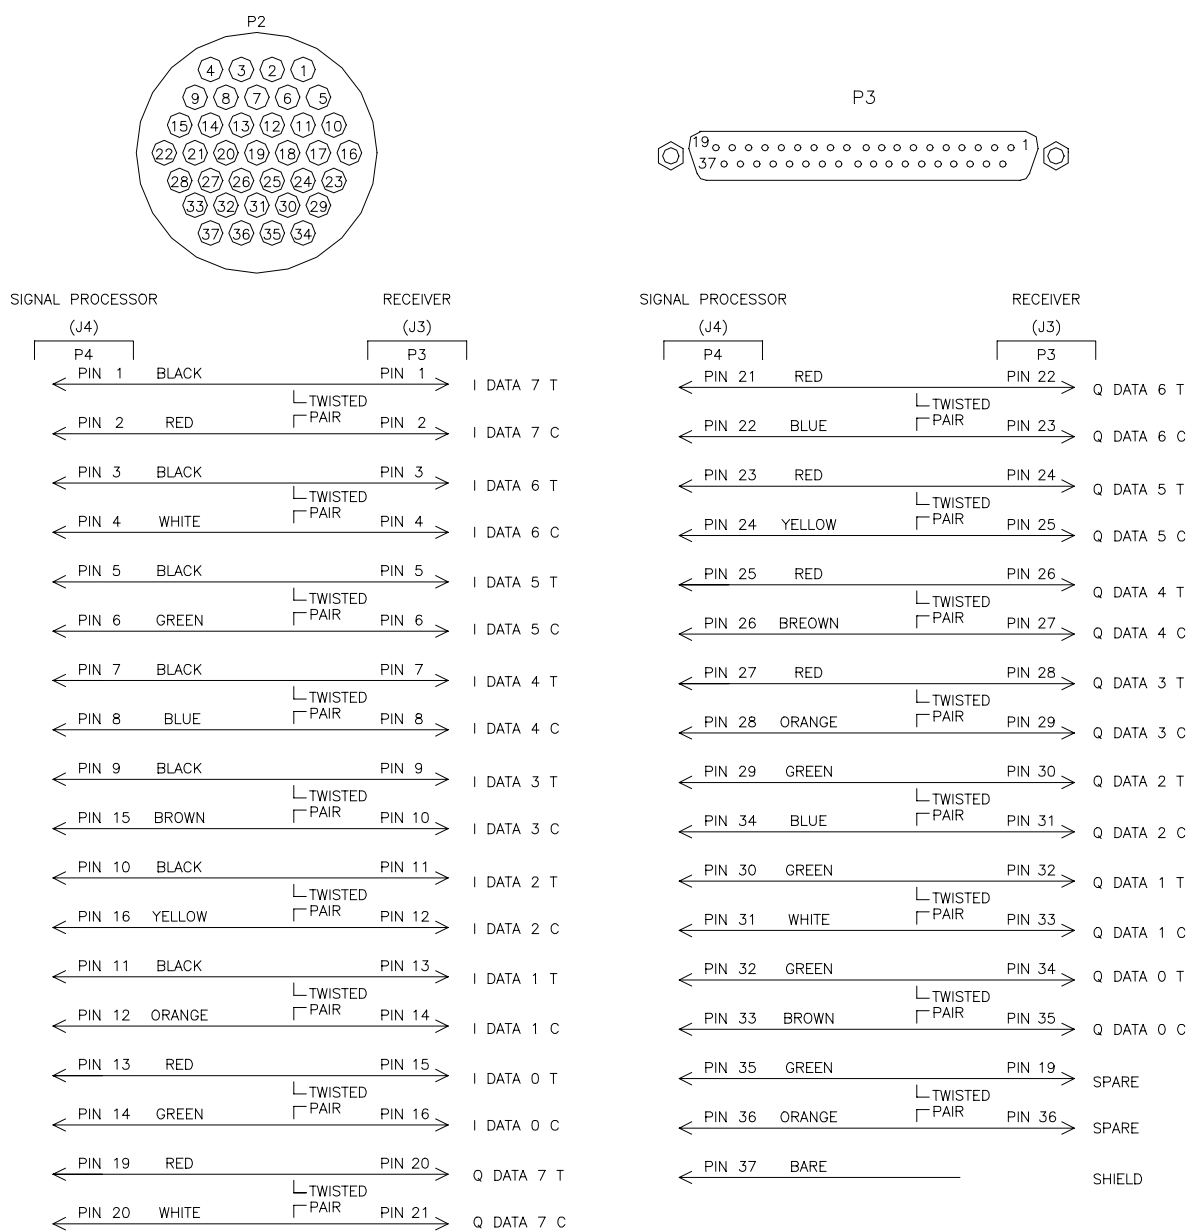 P2
4 3 2 1
9 8 7 6 5
15 14 13 12 11 10
22 21 20 19 18 17 16
28 27 26 25 24 23
33 32 31 30 29
37 36 35 34
P3
19 1
37
SIGNAL PROCESSOR RECEIVER
(J4) (J3)
P4 P3
PIN 1 BLACK PIN 1 I DATA 7 T
TWISTED
PAIR
PIN 2 RED PIN 2 I DATA 7 C
PIN 3 BLACK PIN 3 I DATA 6 T
TWISTED
PAIR
PIN 4 WHITE PIN 4 I DATA 6 C
PIN 5 BLACK PIN 5 I DATA 5 T
TWISTED
PAIR
PIN 6 GREEN PIN 6 I DATA 5 C
PIN 7 BLACK PIN 7 I DATA 4 T
TWISTED
PAIR
PIN 8 BLUE PIN 8 I DATA 4 C
PIN 9 BLACK PIN 9 I DATA 3 T
TWISTED
PAIR
PIN 15 BROWN PIN 10 I DATA 3 C
PIN 10 BLACK PIN 11 I DATA 2 T
TWISTED
PAIR
PIN 16 YELLOW PIN 12 I DATA 2 C
PIN 11 BLACK PIN 13 I DATA 1 T
TWISTED
PAIR
PIN 12 ORANGE PIN 14 I DATA 1 C
PIN 13 RED PIN 15 I DATA 0 T
TWISTED
PAIR
PIN 14 GREEN PIN 16 I DATA 0 C
PIN 19 RED PIN 20 Q DATA 7 T
TWISTED
PAIR
PIN 20 WHITE PIN 21 Q DATA 7 C
SIGNAL PROCESSOR RECEIVER
(J4) (J3)
P4 P3
PIN 21 RED PIN 22 Q DATA 6 T
TWISTED
PAIR
PIN 22 BLUE PIN 23 Q DATA 6 C
PIN 23 RED PIN 24 Q DATA 5 T
TWISTED
PAIR
PIN 24 YELLOW PIN 25 Q DATA 5 C
PIN 25 RED PIN 26 Q DATA 4 T
TWISTED
PAIR
PIN 26 BREOWN PIN 27 Q DATA 4 C
PIN 27 RED PIN 28 Q DATA 3 T
TWISTED
PAIR
PIN 28 ORANGE PIN 29 Q DATA 3 C
PIN 29 GREEN PIN 30 Q DATA 2 T
TWISTED
PAIR
PIN 34 BLUE PIN 31 Q DATA 2 C
PIN 30 GREEN PIN 32 Q DATA 1 T
TWISTED
PAIR
PIN 31 WHITE PIN 33 Q DATA 1 C
PIN 32 GREEN PIN 34 Q DATA 0 T
TWISTED
PAIR
PIN 33 BROWN PIN 35 Q DATA 0 C
PIN 35 GREEN PIN 19 SPARE
TWISTED
PAIR
PIN 36 ORANGE PIN 36 SPARE
PIN 37 BARE SHIELD